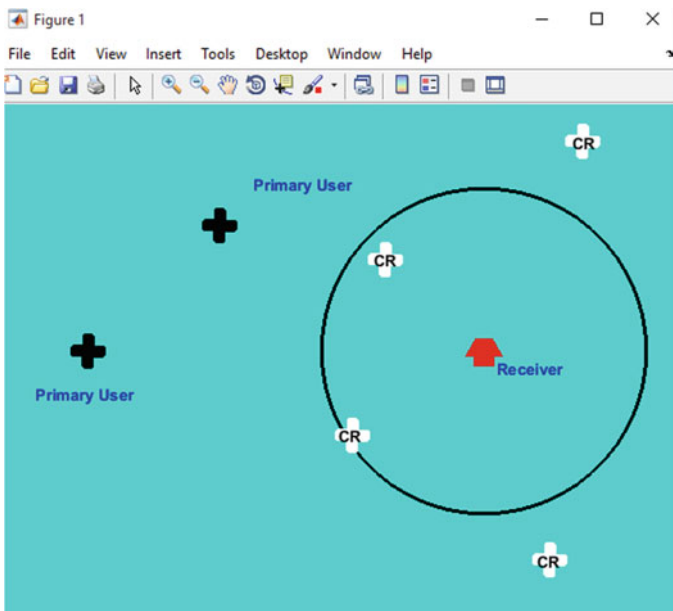 Figure 1
File Edit View Insert Tools Desktop Window Help
CR
Primary User
CR
Receiver
Primary User
CR
CR